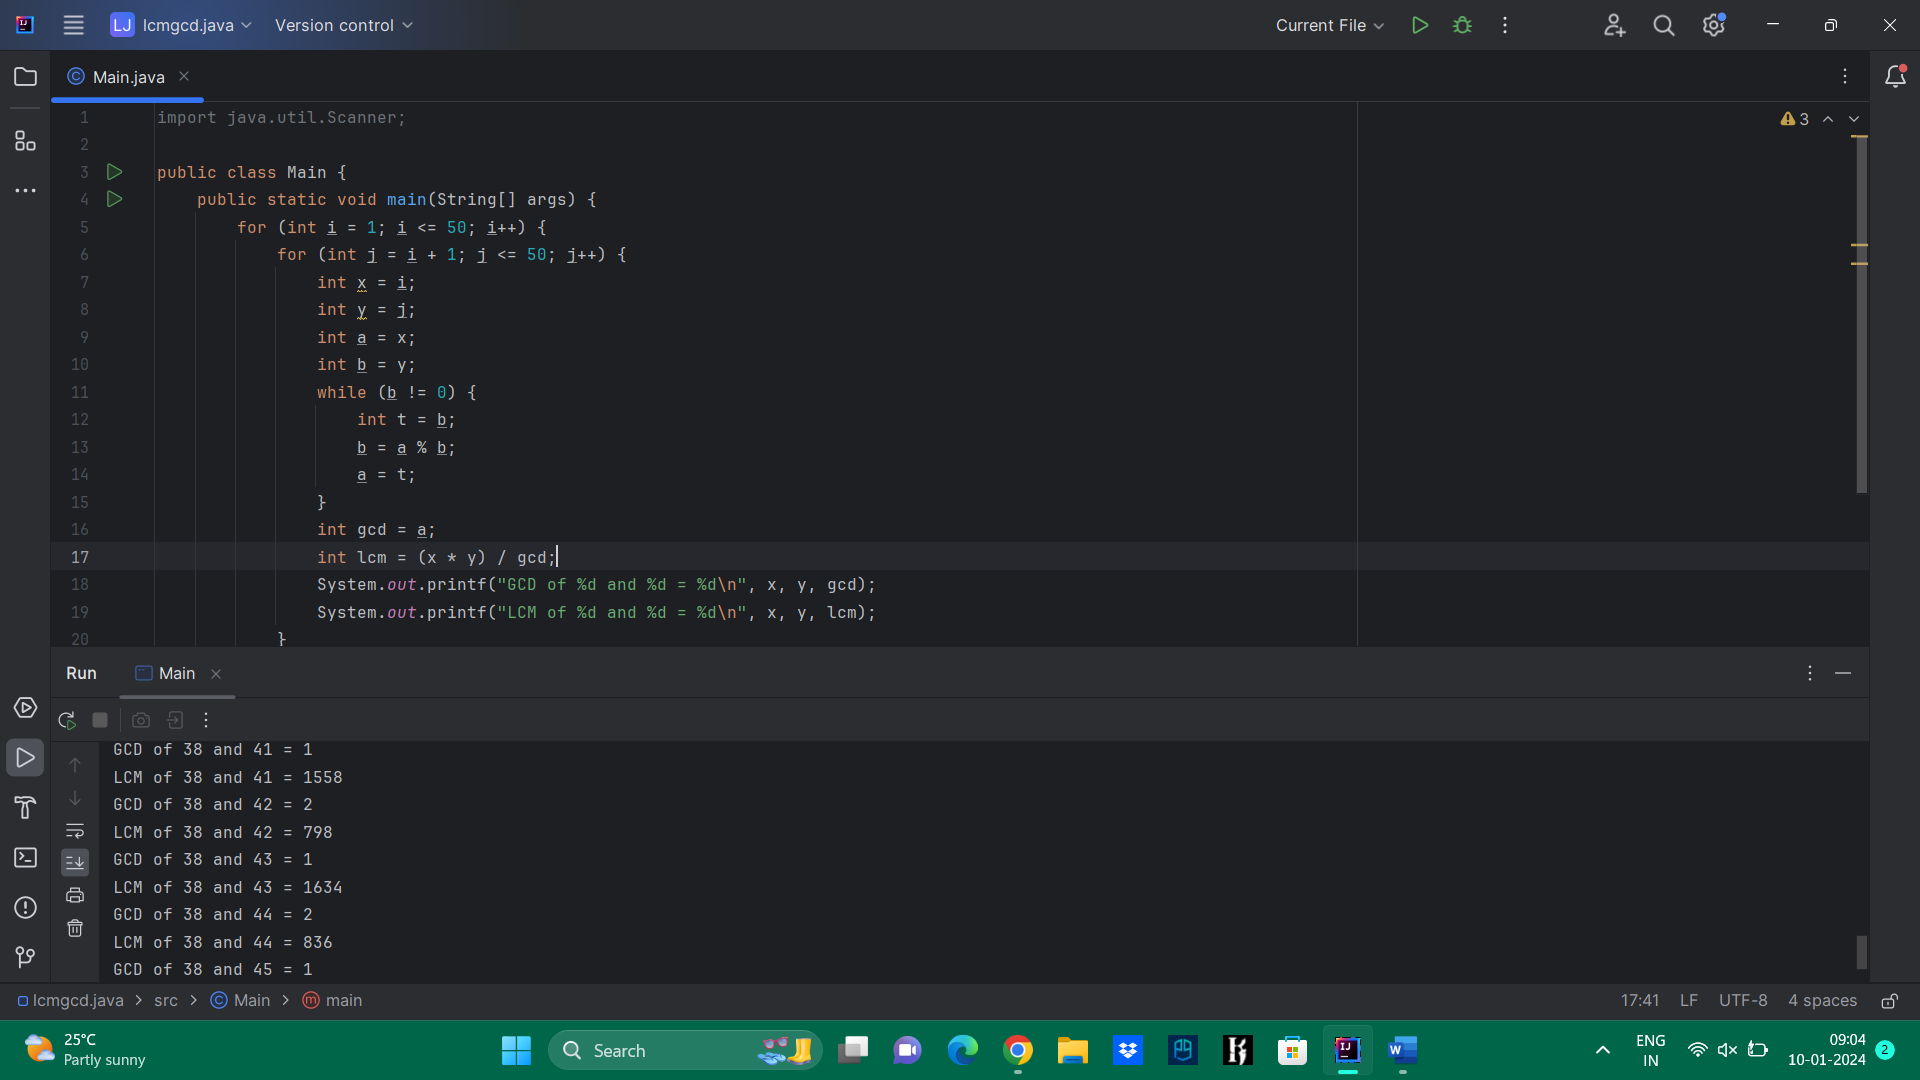 LJ lcmgcd.java Version control Current File
Main.java
3
1 import java.util.Scanner;
2
3 public class Main {
4 public static void main(String[] args) {
5 for (int i = 1; i <= 50; i++) {
6 for (int j = i + 1; j <= 50; j++) {
7 int x = i;
8 int y = j;
9 int a = x;
10 int b = y;
11 while (b != 0) {
12 int t = b;
13 b = a % b;
14 a = t;
15 }
16 int gcd = a;
17 int lcm = (x * y) / gcd;
18 System.out.printf("GCD of %d and %d = %d\n", x, y, gcd);
19 System.out.printf("LCM of %d and %d = %d\n", x, y, lcm);
20 }
Run Main
GCD of 38 and 41 = 1
LCM of 38 and 41 = 1558
GCD of 38 and 42 = 2
LCM of 38 and 42 = 798
GCD of 38 and 43 = 1
LCM of 38 and 43 = 1634
GCD of 38 and 44 = 2
LCM of 38 and 44 = 836
GCD of 38 and 45 = 1
lcmgcd.java > src > Main > main 17:41 LF UTF-8 4 spaces
25°C
Partly sunny
Search
ENG
IN
09:04
10-01-2024
2